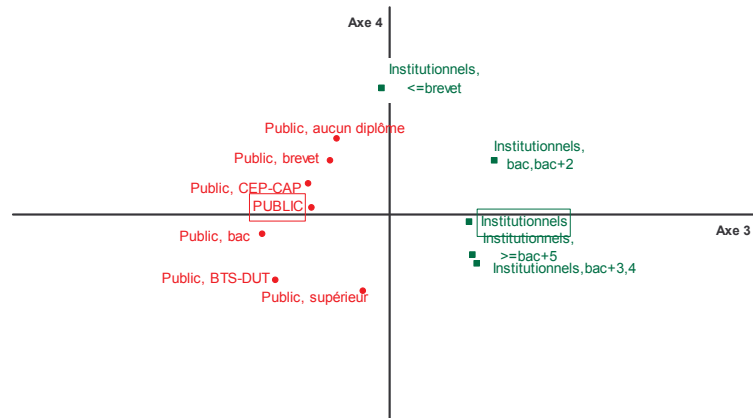 Axe 4
Institutionnels,
<=brevet
Public, aucun diplôme
Institutionnels,
bac,bac+2
Public, brevet
Public, CEP-CAP
PUBLIC
Institutionnels
Axe 3
Public, bac
Institutionnels,
>=bac+5
Institutionnels,bac+3,4
Public, BTS-DUT
Public, supérieur